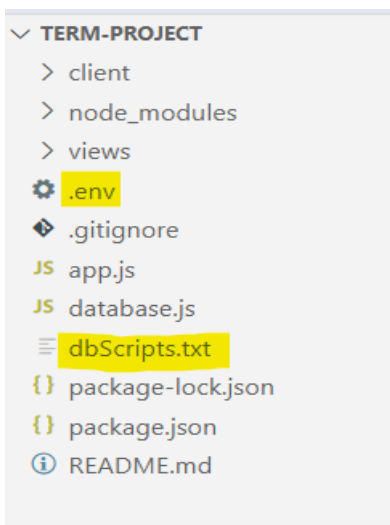 TERM-PROJECT
client
node_modules
views
.env
.gitignore
JS app.js
JS database.js
dbScripts.txt
{} package-lock.json
{} package.json
README.md